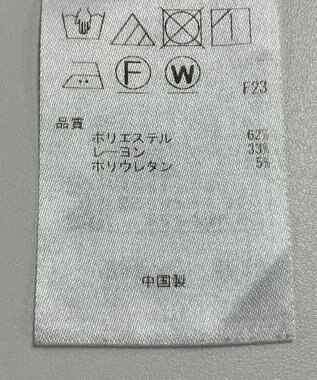 F W
F23
品質
ポリエステル 62%
レーヨン 33%
ポリウレタン 5%
中国製